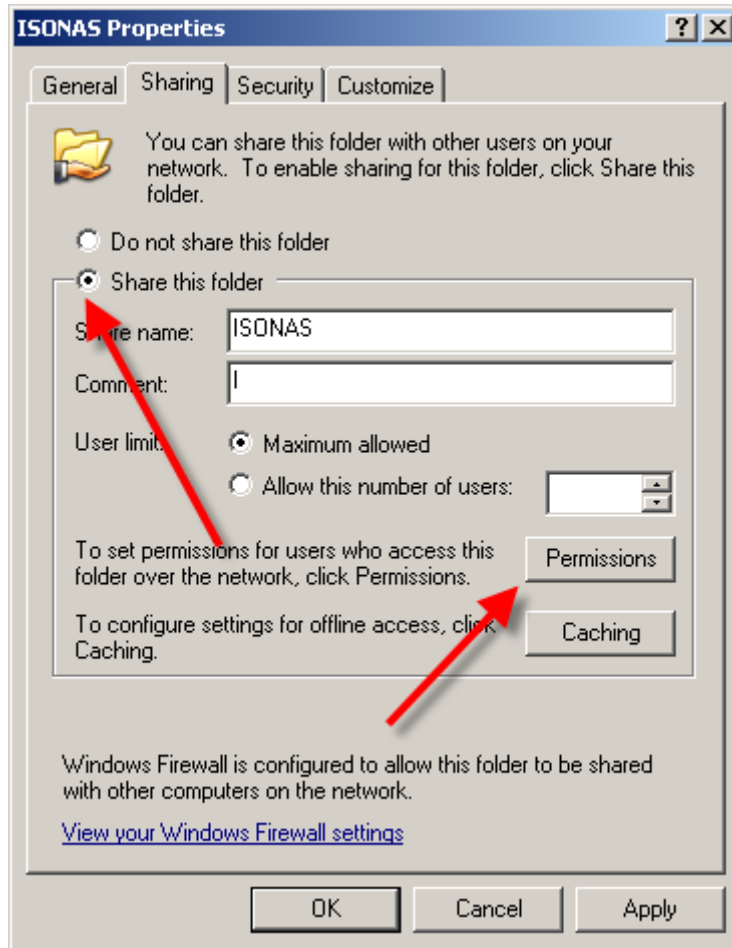 ISONAS Properties
General Sharing Security Customize
You can share this folder with other users on your
network. To enable sharing for this folder, click Share this
folder.
Do not share this folder
Share this folder
Share name: ISONAS
Comment:
User limit: Maximum allowed
Allow this number of users:
To set permissions for users who access this
folder over the network, click Permissions.
Permissions
To configure settings for offline access, click
Caching.
Caching
Windows Firewall is configured to allow this folder to be shared
with other computers on the network.
View your Windows Firewall settings
OK Cancel Apply